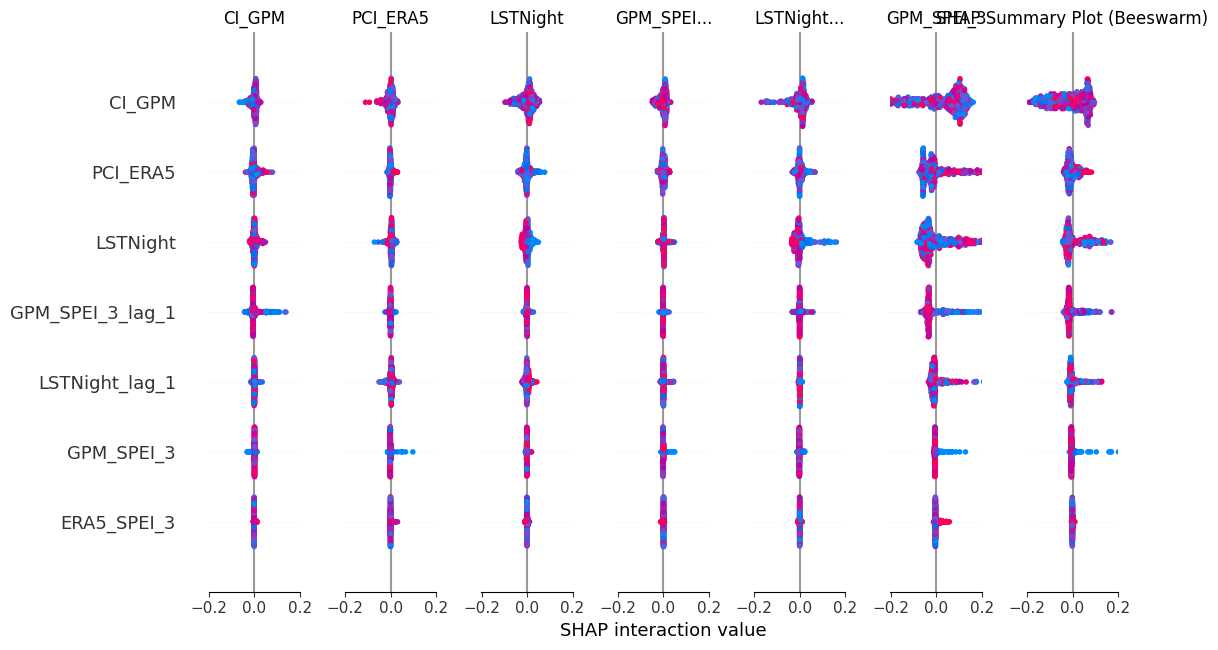 CI_GPM PCI_ERA5 LSTNight GPM_SPEI... LSTNight... GPM_SPEI_3 SHAP Summary Plot (Beeswarm)
CI_GPM
PCI_ERA5
LSTNight
GPM_SPEI_3_lag_1
LSTNight_lag_1
GPM_SPEI_3
ERA5_SPEI_3
−0.2 0.0 0.2 −0.2 0.0 0.2 −0.2 0.0 0.2 −0.2 0.0 0.2 −0.2 0.0 0.2 −0.2 0.0 0.2 −0.2 0.0 0.2
SHAP interaction value